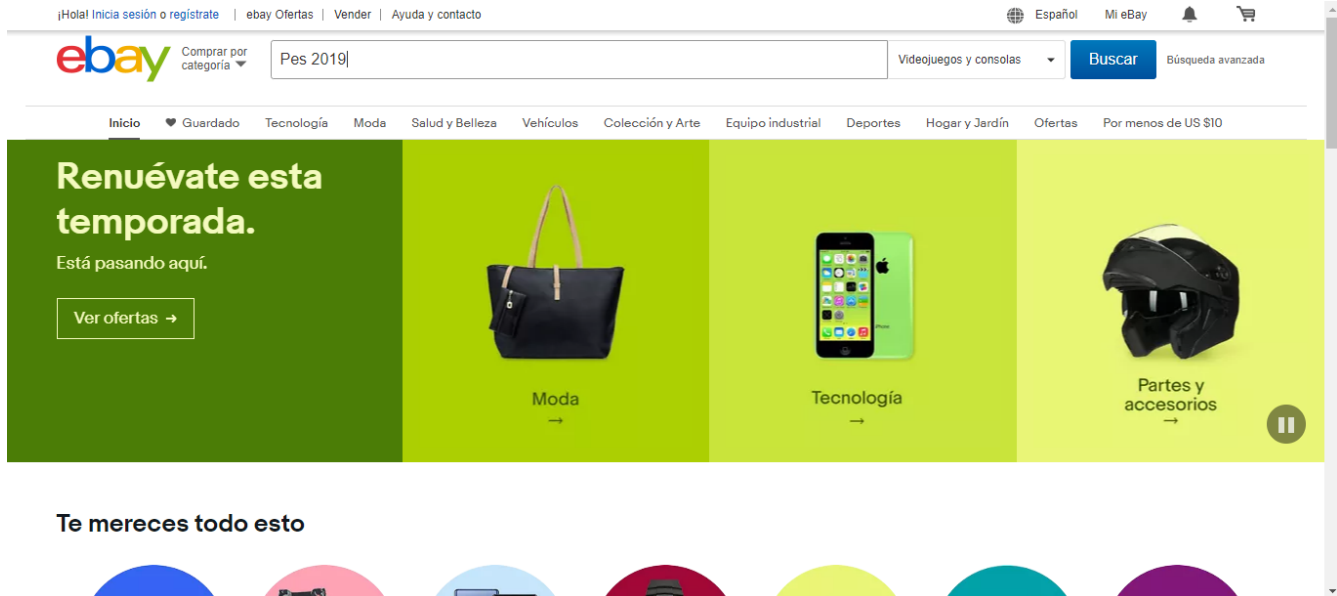 ¡Hola! Inicia sesión o regístrate | ebay Ofertas | Vender | Ayuda y contacto Español Mi eBay
ebay Comprar por categoría Pes 2019 Videojuegos y consolas Buscar Búsqueda avanzada
Inicio Guardado Tecnología Moda Salud y Belleza Vehículos Colección y Arte Equipo industrial Deportes Hogar y Jardín Ofertas Por menos de US $10
Renuévate esta
temporada.
Está pasando aquí.
Ver ofertas →
Moda
→
Tecnología
→
Partes y
accesorios
→
Te mereces todo esto